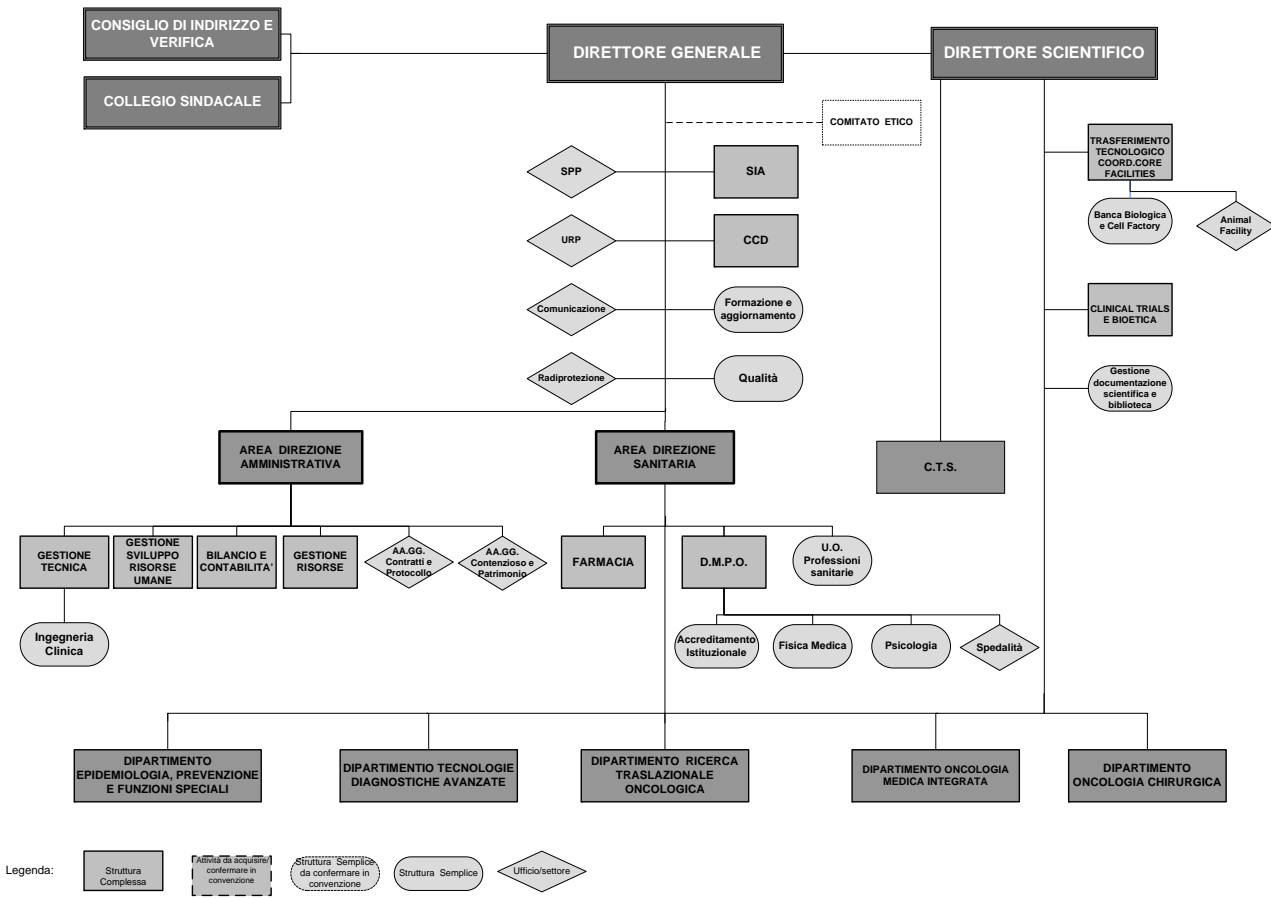 CONSIGLIO DI INDIRIZZO E
VERIFICA
DIRETTORE GENERALE
DIRETTORE SCIENTIFICO
COLLEGIO SINDACALE
COMITATO ETICO
TRASFERIMENTO
TECNOLOGICO
COORD.CORE
FACILITIES
SPP
SIA
Banca Biologica
e Cell Factory
Animal
Facility
URP
CCD
Comunicazione
Formazione e
aggiornamento
CLINICAL TRIALS
E BIOETICA
Radiprotezione
Qualità
Gestione
documentazione
scientifica e
biblioteca
AREA DIREZIONE
AMMINISTRATIVA
AREA DIREZIONE
SANITARIA
C.T.S.
GESTIONE
TECNICA
GESTIONE
SVILUPPO
RISORSE
UMANE
BILANCIO E
CONTABILITA'
GESTIONE
RISORSE
AA.GG.
Contratti e
Protocollo
AA.GG.
Contenzioso e
Patrimonio
FARMACIA
D.M.P.O.
U.O.
Professioni
sanitarie
Ingegneria
Clinica
Accreditamento
Istituzionale
Fisica Medica
Psicologia
Spedalità
DIPARTIMENTO
EPIDEMIOLOGIA, PREVENZIONE
E FUNZIONI SPECIALI
DIPARTIMENTIO TECNOLOGIE
DIAGNOSTICHE AVANZATE
DIPARTIMENTO RICERCA
TRASLAZIONALE
ONCOLOGICA
DIPARTIMENTO ONCOLOGIA
MEDICA INTEGRATA
DIPARTIMENTO
ONCOLOGIA CHIRURGICA
Legenda:
Struttura
Complessa
Attività da acquisire/
confermare in
convenzione
Struttura Semplice
da confermare in
convenzione
Struttura Semplice
Ufficio/settore